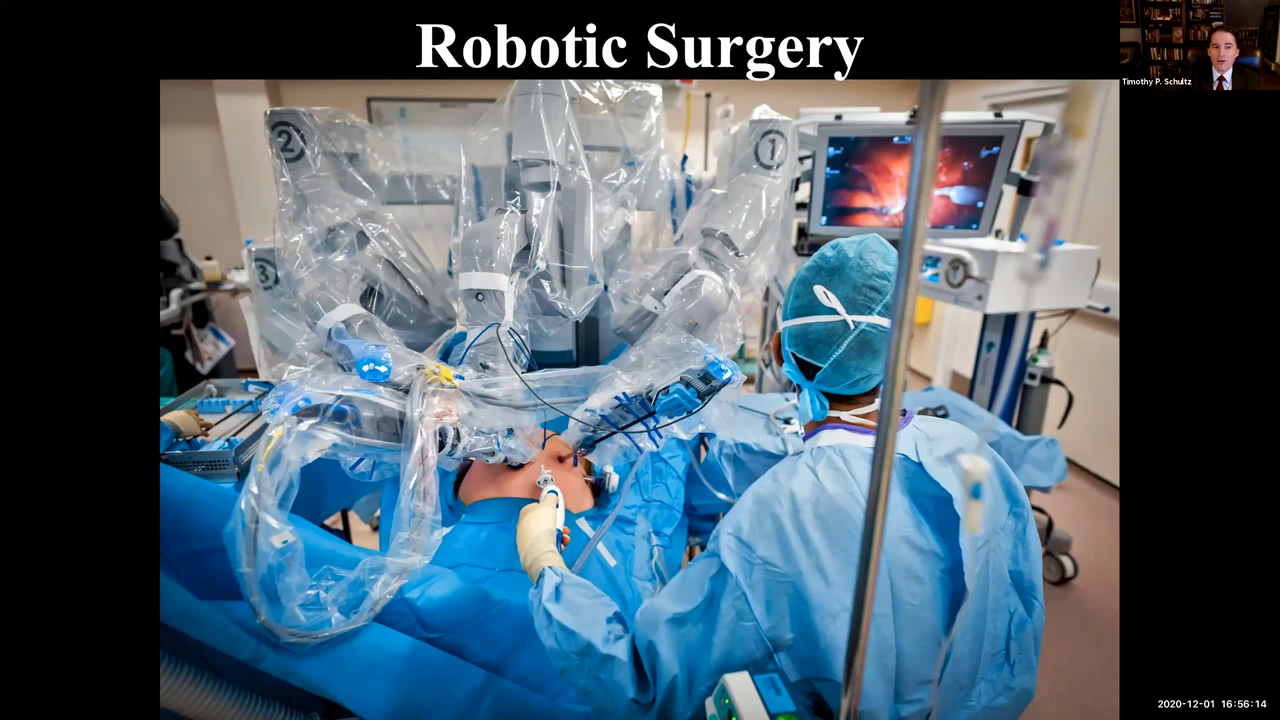 Robotic Surgery
Timothy P. Schultz
2
1
3
2020-12-01 16:56:14